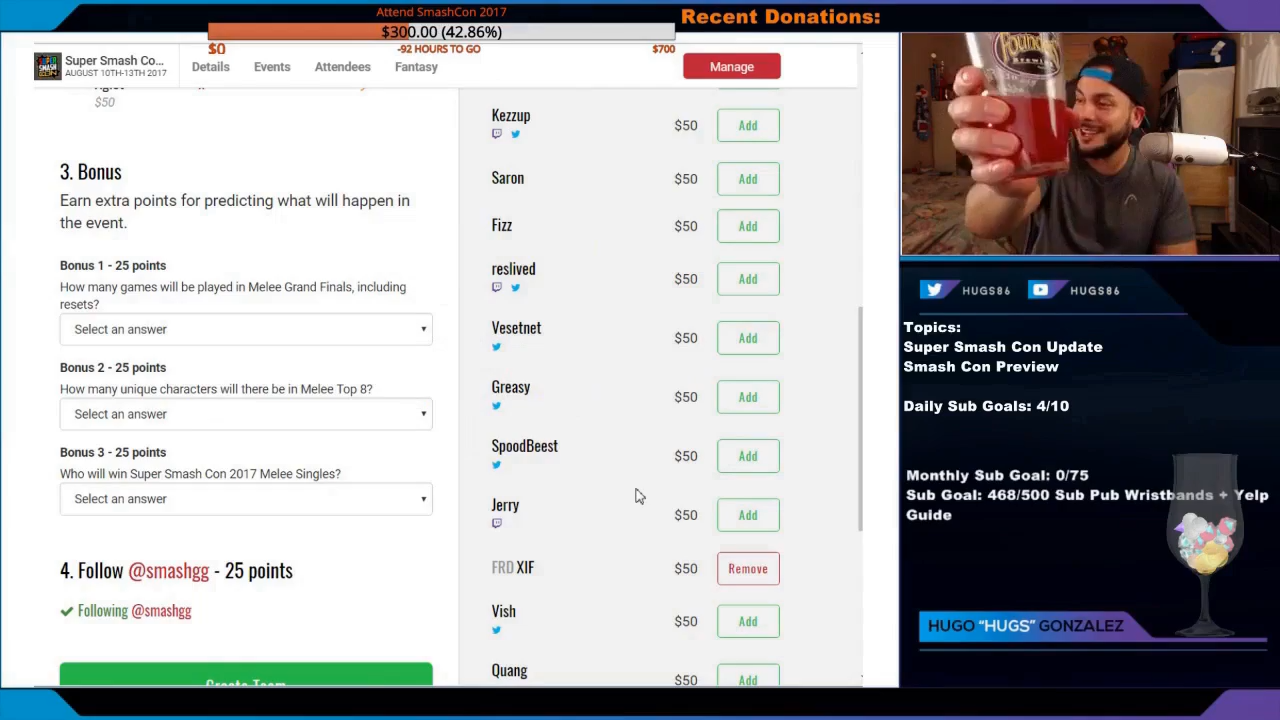 Attend SmashCon 2017
$300.00 (42.86%)
$0
-92 HOURS TO GO
$700
Recent Donations:
Super Smash Co...
AUGUST 10TH-13TH 2017
Details
Events
Attendees
Fantasy
Manage
$50
3. Bonus
Earn extra points for predicting what will happen in
the event.
Bonus 1 - 25 points
How many games will be played in Melee Grand Finals, including
resets?
Select an answer
Bonus 2 - 25 points
How many unique characters will there be in Melee Top 8?
Select an answer
Bonus 3 - 25 points
Who will win Super Smash Con 2017 Melee Singles?
Select an answer
4. Follow @smashgg - 25 points
Following @smashgg
Create Team
Kezzup $50 Add
Saron $50 Add
Fizz $50 Add
reslived $50 Add
Vesetnet $50 Add
Greasy $50 Add
SpoodBeest $50 Add
Jerry $50 Add
FRD XIF $50 Remove
Vish $50 Add
Quang $50 Add
Founders
Brewing
HUGS86 HUGS86
Topics:
Super Smash Con Update
Smash Con Preview
Daily Sub Goals: 4/10
Monthly Sub Goal: 0/75
Sub Goal: 468/500 Sub Pub Wristbands + Yelp
Guide
HUGO "HUGS" GONZALEZ